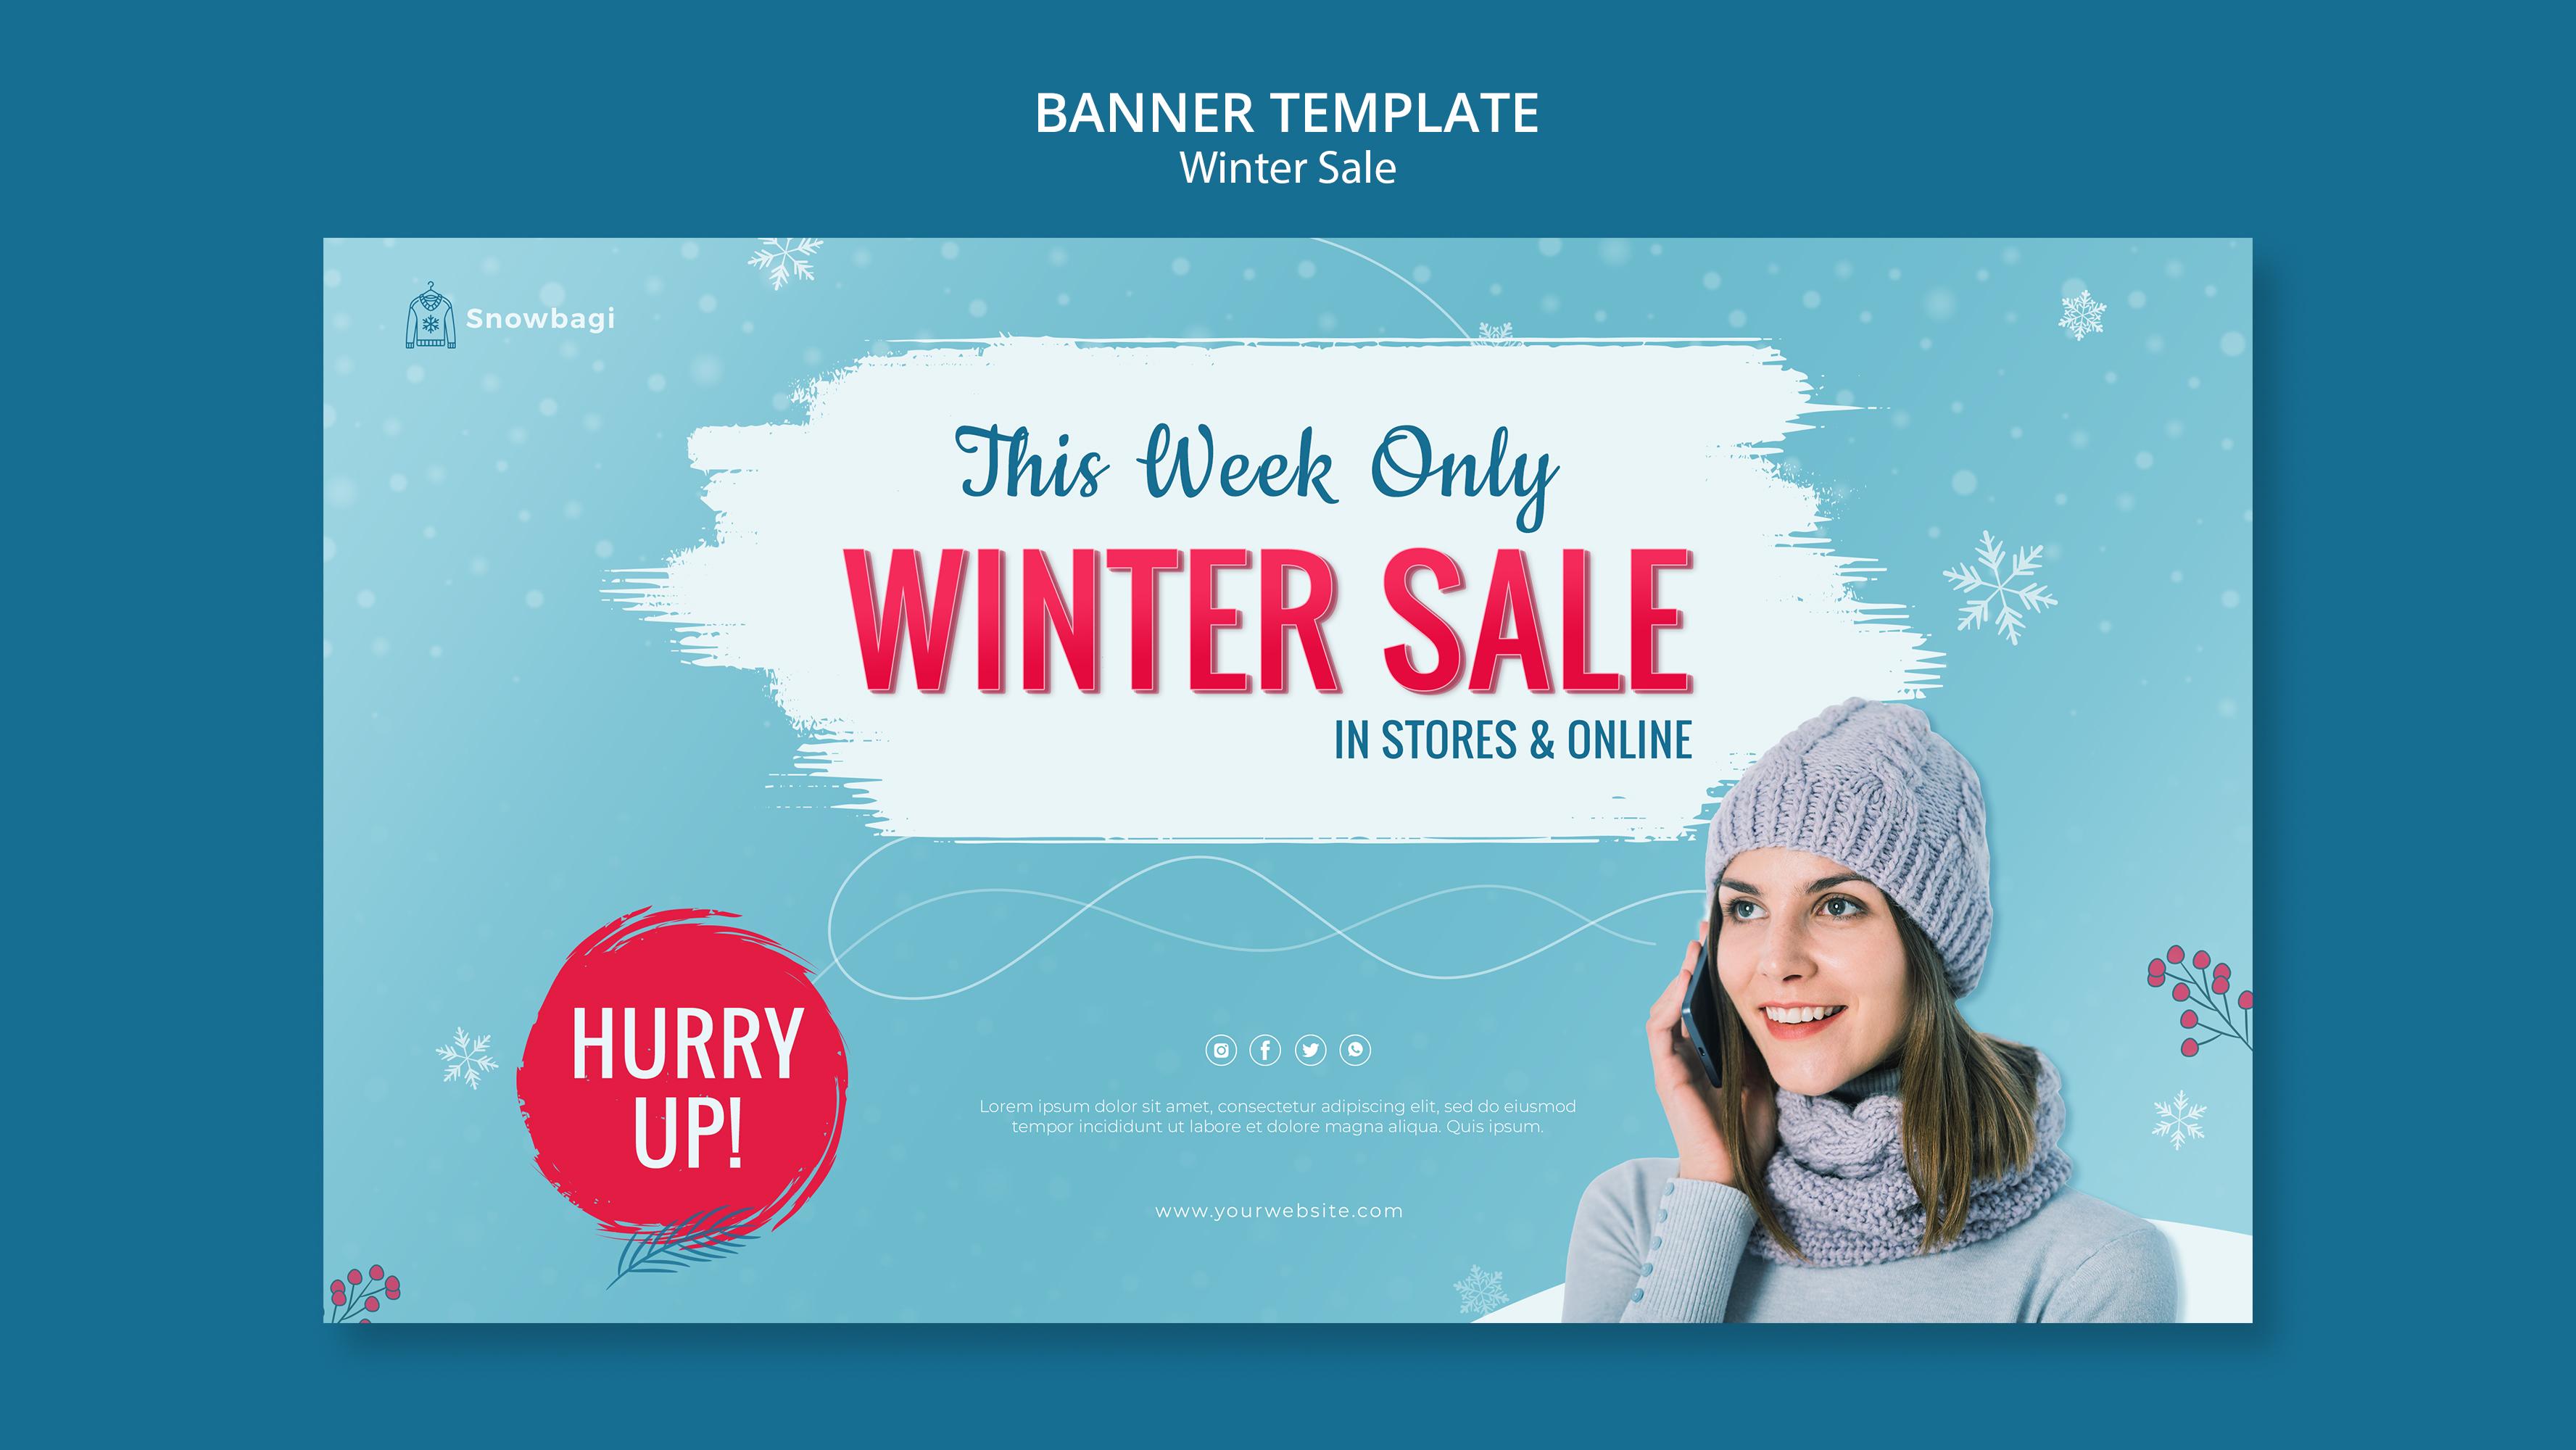 BANNER TEMPLATE
Winter Sale
Snowbagi
This Week Only
WINTER SALE
IN STORES & ONLINE
HURRY
UP!
Lorem ipsum dolor sit amet, consectetur adipiscing elit, sed do eiusmod
tempor incididunt ut labore et dolore magna aliqua. Quis ipsum.
www.yourwebsite.com